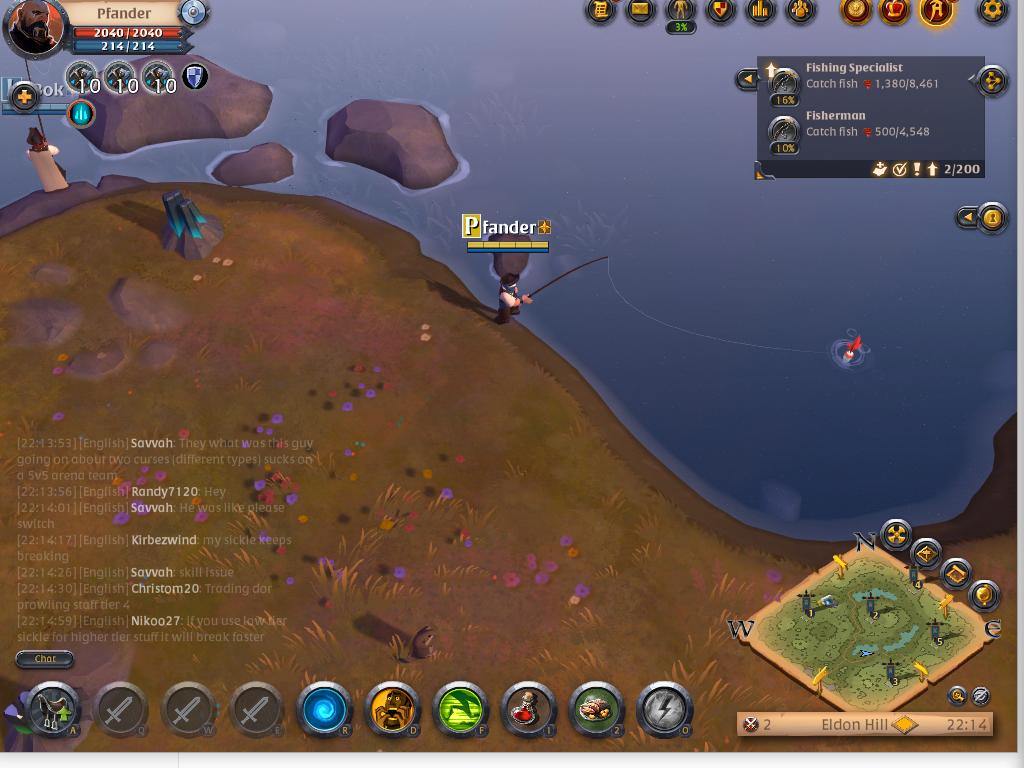 Pfander
2040/2040
214/214
10 10 10
3%
Fishing Specialist
Catch fish 1,380/8,461
16%
Fisherman
Catch fish 500/4,548
10%
2/200
Pfander
[22:13:53] [English] Savvah: They what was this guy
going on about two curses (different types) sucks on
a 5v5 arena team
[22:13:56] [English] Randy7120: Hey
[22:14:01] [English] Savvah: He was like please
switch
[22:14:17] [English] Kirbezwind: my sickle keeps
breaking
[22:14:26] [English] Savvah: skill issue
[22:14:30] [English] Christom20: Trading dor
prowling staff tier 4
[22:14:59] [English] Nikoo27: if you use low tier
sickle for higher tier stuff it will break faster
Chat
A Q W E R D F 1 2 O
N
W
E
1 2 3 4 5
2 Eldon Hill 22:14